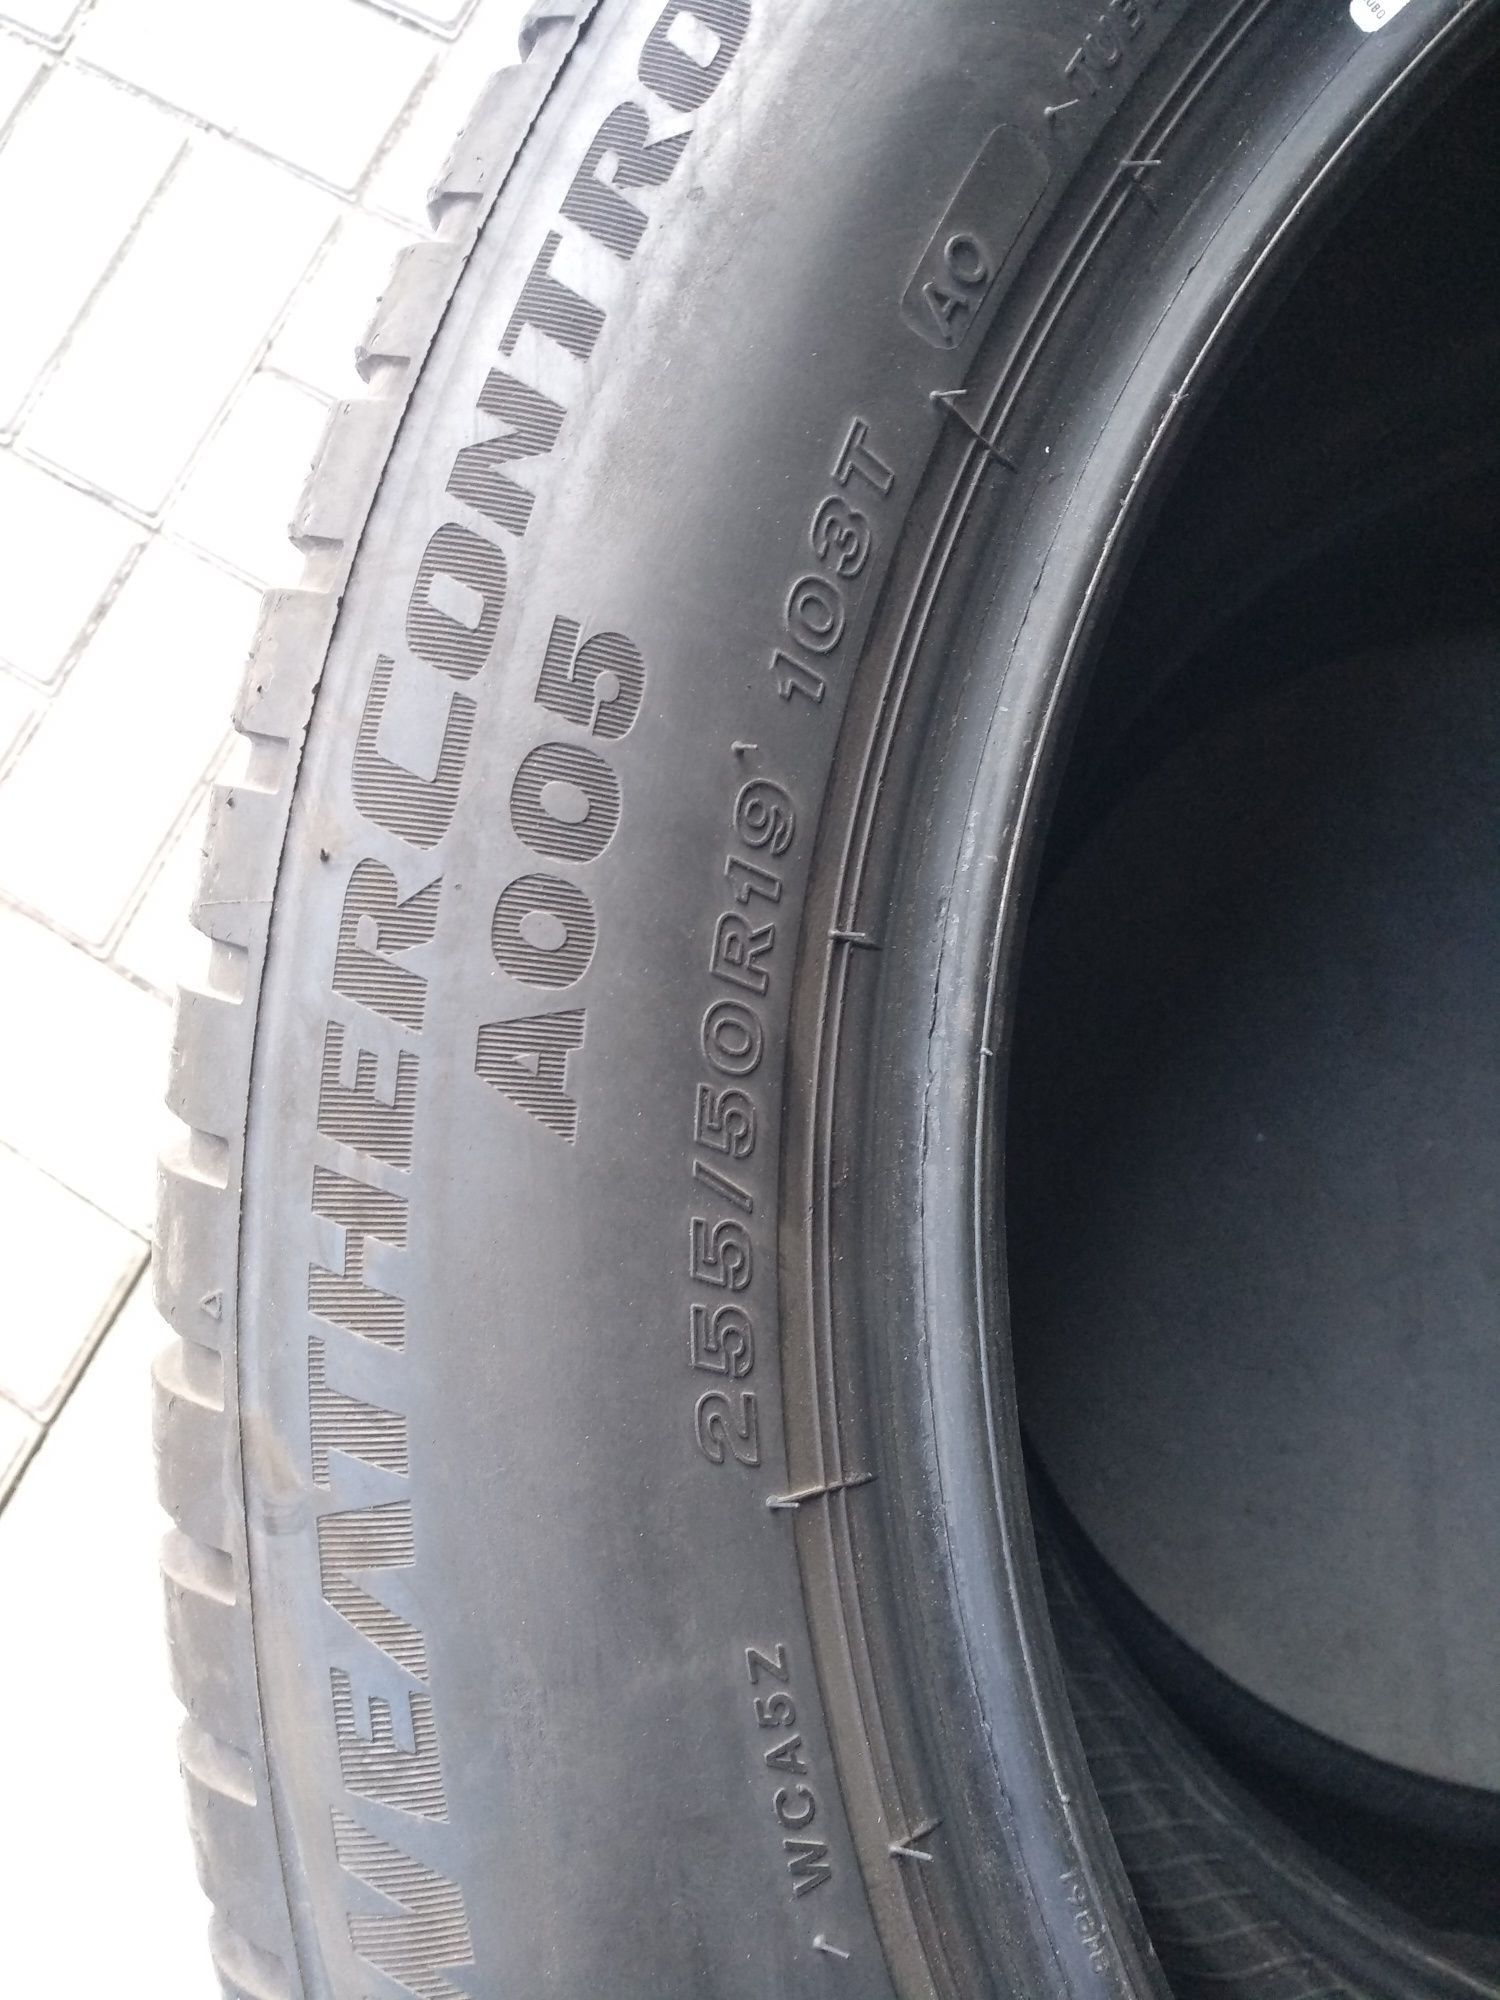 WEATHERCONTRO
A005
255/50R19 103T
AO
WCA5Z